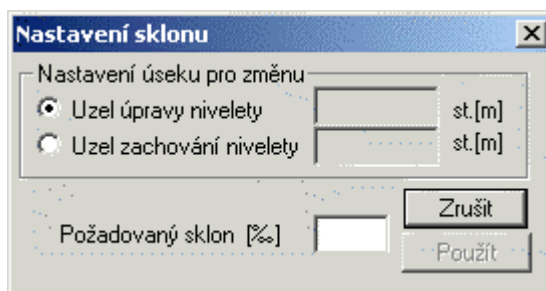 Nastavení sklonu
Nastavení úseku pro změnu
Uzel úpravy nivelety st.[m]
Uzel zachování nivelety st.[m]
Zrušit
Požadovaný sklon [‰]
Použít